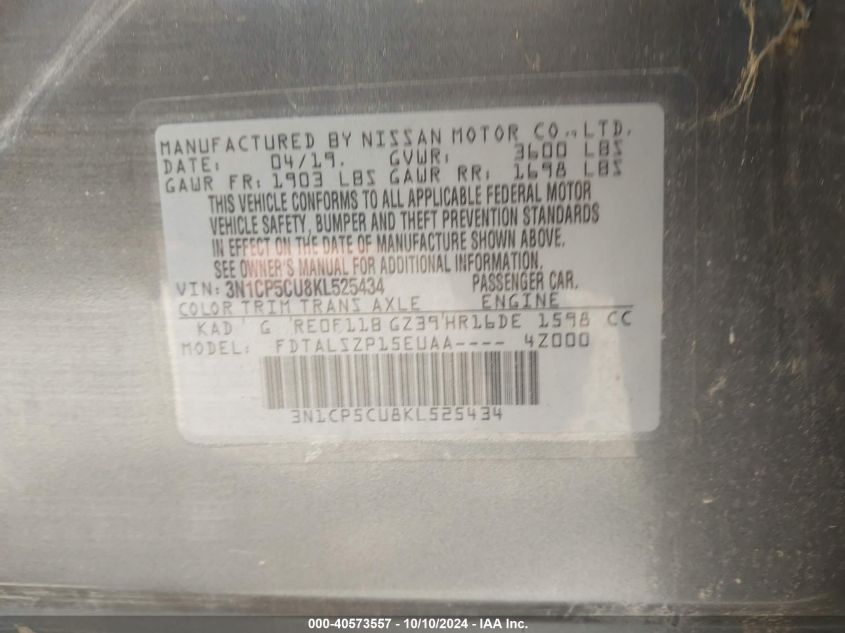 MANUFACTURED BY NISSAN MOTOR CO., LTD.
DATE: 04/19. GVWR: 3600 LBS
GAWR FR: 1903 LBS GAWR RR: 1698 LBS
THIS VEHICLE CONFORMS TO ALL APPLICABLE FEDERAL MOTOR
VEHICLE SAFETY, BUMPER AND THEFT PREVENTION STANDARDS
IN EFFECT ON THE DATE OF MANUFACTURE SHOWN ABOVE.
SEE OWNER'S MANUAL FOR ADDITIONAL INFORMATION.
VIN: 3N1CP5CU8KL525434 PASSENGER CAR.
COLOR TRIM TRANS AXLE ENGINE
KAD G RE0F11B GZ39 HR16DE 1598 CC
MODEL: FDTALSZP15EUAA---- 4Z000
3N1CP5CU8KL525434
000-40573557 - 10/10/2024 - IAA Inc.